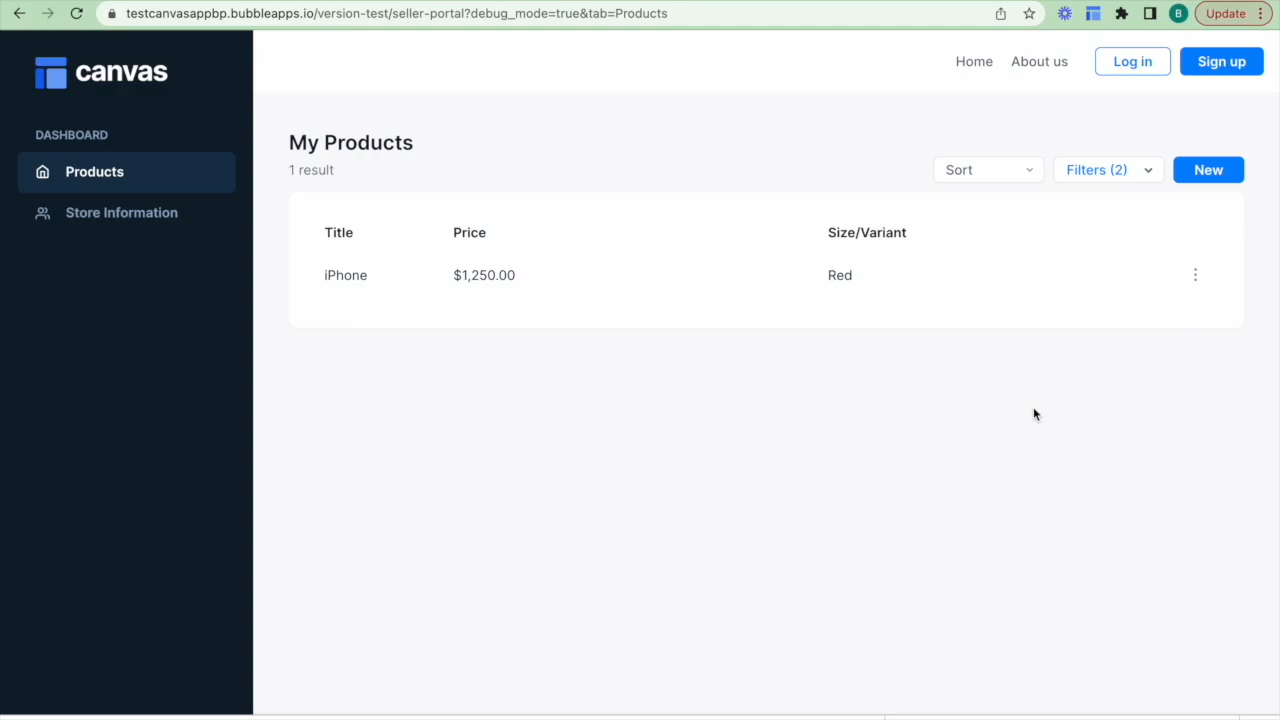 testcanvasappbp.bubbleapps.io/version-test/seller-portal?debug_mode=true&tab=Products
B
Update
canvas
Home
About us
Log in
Sign up
DASHBOARD
Products
Store Information
My Products
1 result
Sort
Filters (2)
New
Title Price Size/Variant
iPhone $1,250.00 Red